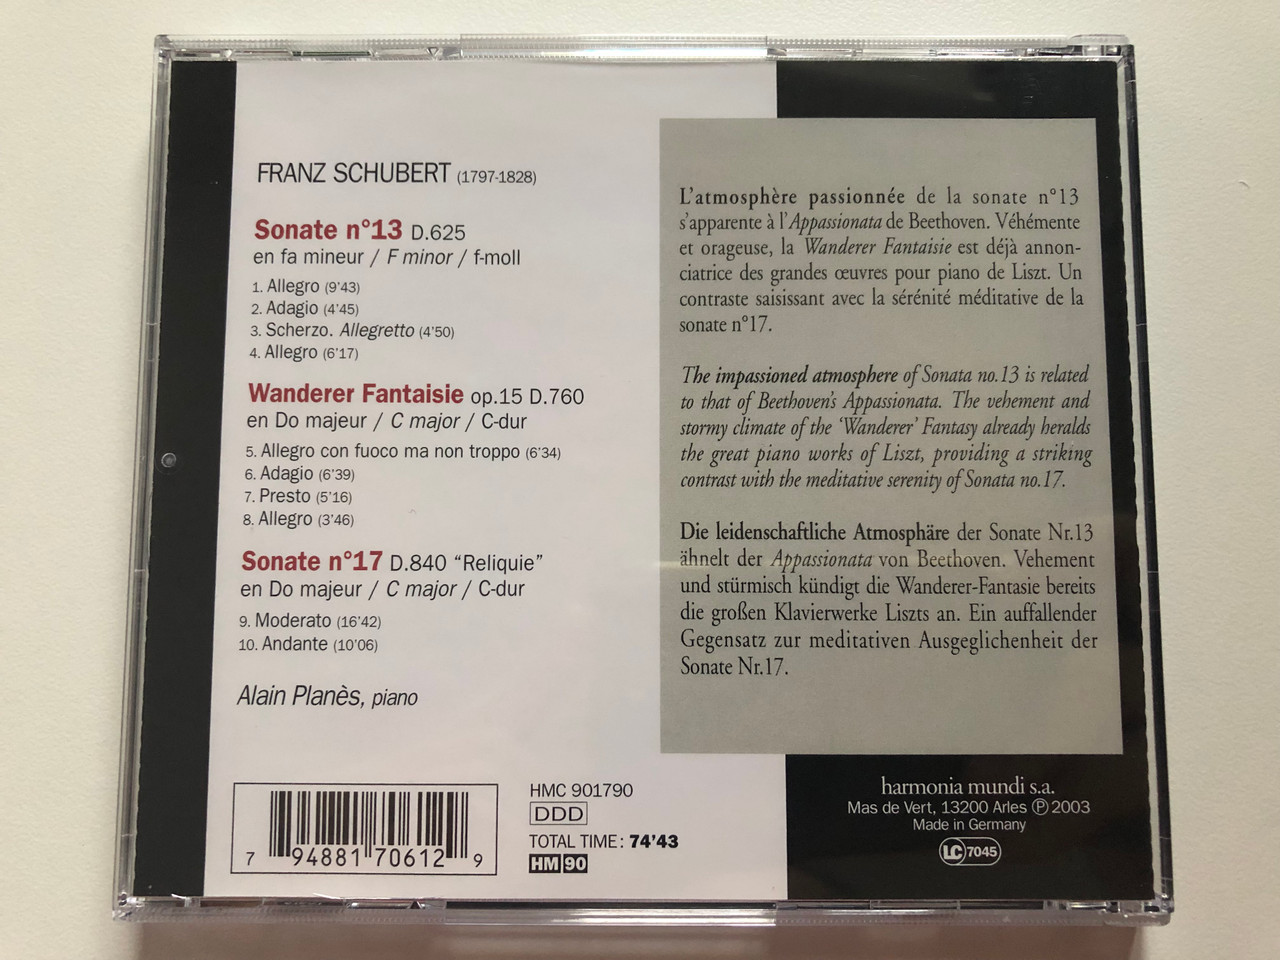 FRANZ SCHUBERT (1797-1828)
Sonate n°13 D.625
en fa mineur / F minor / f-moll
1. Allegro (9'43)
2. Adagio (4'45)
3. Scherzo. Allegretto (4'50)
4. Allegro (6'17)
Wanderer Fantaisie op.15 D.760
en Do majeur / C major / C-dur
5. Allegro con fuoco ma non troppo (6'34)
6. Adagio (6'39)
7. Presto (5'16)
8. Allegro (3'46)
Sonate n°17 D.840 “Reliquie”
en Do majeur / C major / C-dur
9. Moderato (16'42)
10. Andante (10'06)
Alain Planès, piano
7 94881 70612 9
HMC 901790
DDD
TOTAL TIME: 74'43
HM 90
L'atmosphère passionnée de la sonate n°13
s'apparente à l'Appassionata de Beethoven. Véhémente
et orageuse, la Wanderer Fantaisie est déjà annon-
ciatrice des grandes œuvres pour piano de Liszt. Un
contraste saisissant avec la sérénité méditative de la
sonate n°17.
The impassioned atmosphere of Sonata no.13 is related
to that of Beethoven's Appassionata. The vehement and
stormy climate of the ‘Wanderer’ Fantasy already heralds
the great piano works of Liszt, providing a striking
contrast with the meditative serenity of Sonata no.17.
Die leidenschaftliche Atmosphäre der Sonate Nr.13
ähnelt der Appassionata von Beethoven. Vehement
und stürmisch kündigt die Wanderer-Fantasie bereits
die großen Klavierwerke Liszts an. Ein auffallender
Gegensatz zur meditativen Ausgeglichenheit der
Sonate Nr.17.
harmonia mundi s.a.
Mas de Vert, 13200 Arles ℗ 2003
Made in Germany
LC 7045